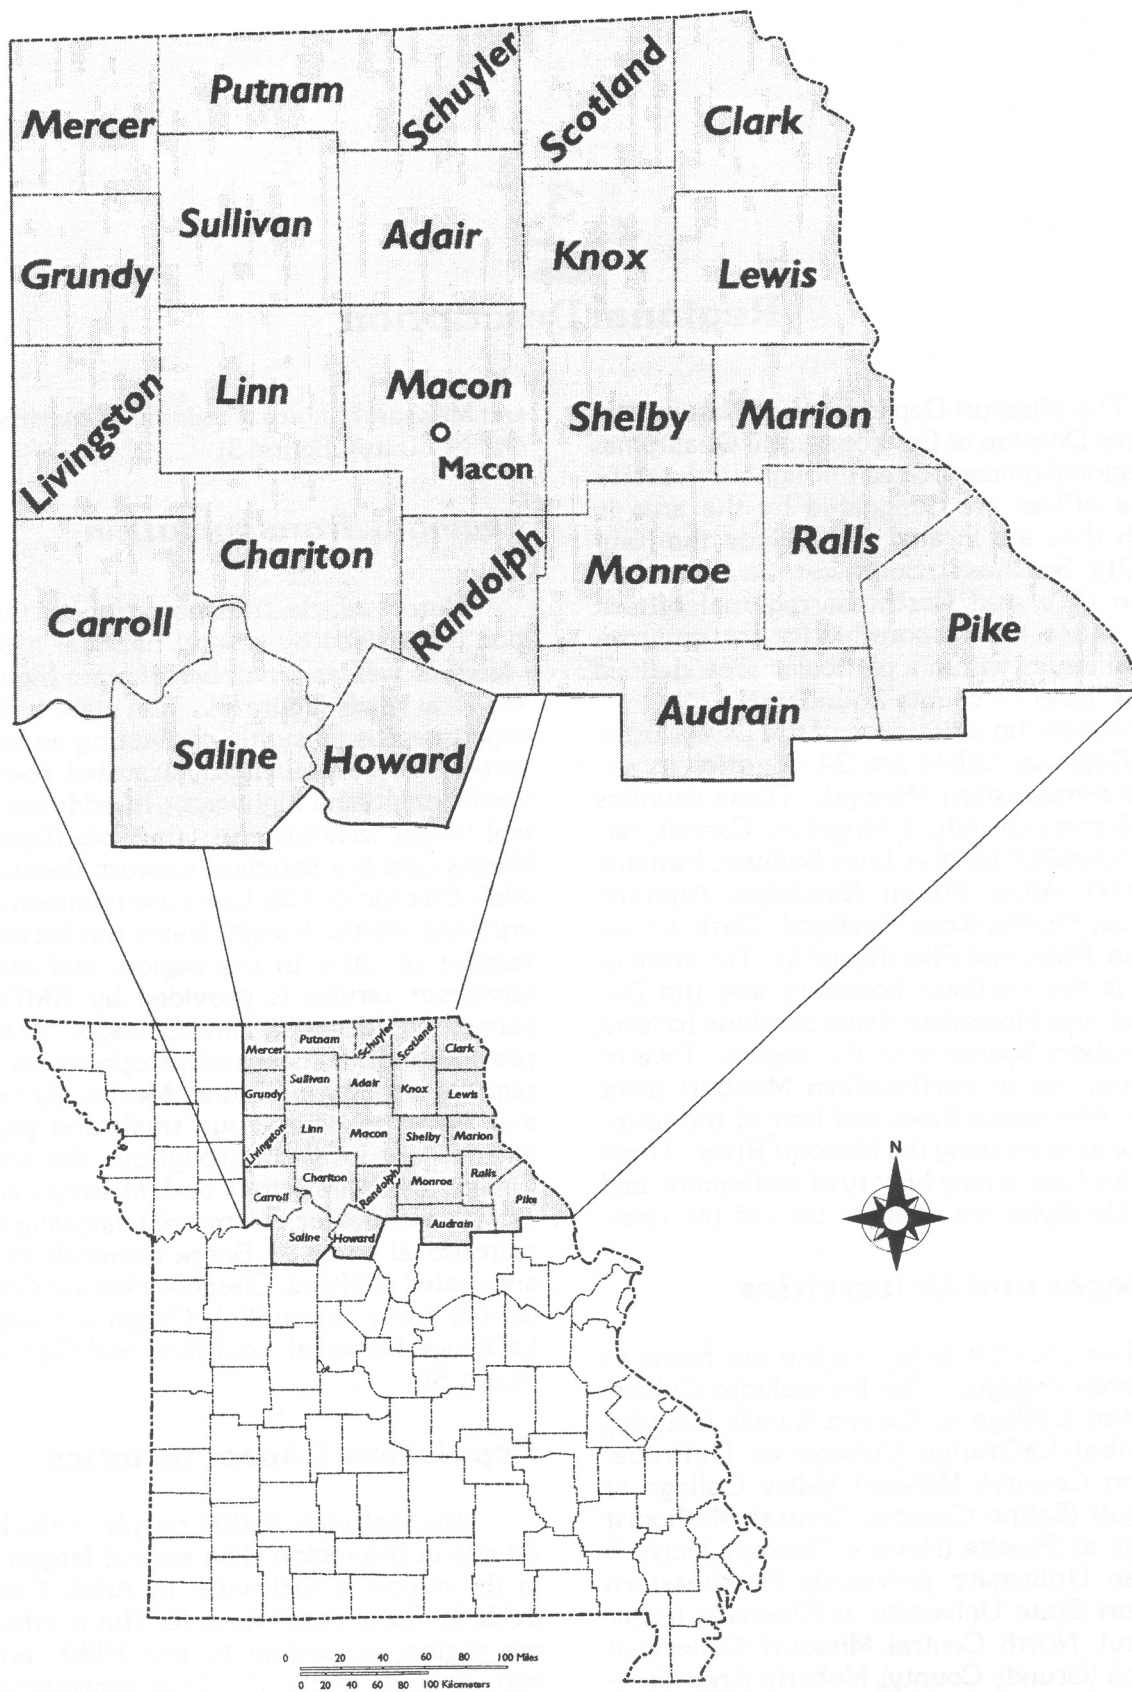 Putnam
Schuyler
Scotland
Mercer
Clark
Sullivan
Adair
Knox
Grundy
Lewis
Livingston
Linn
Macon
Shelby
Marion
Macon
Chariton
Randolph
Monroe
Ralls
Carroll
Pike
Saline
Howard
Audrain
Mercer
Putnam
Schuyler
Scotland
Clark
Grundy
Sullivan
Adair
Knox
Lewis
Livingston
Linn
Macon
Shelby
Marion
Carroll
Chariton
Randolph
Monroe
Ralls
Pike
Saline
Howard
Audrain
N
0 20 40 60 80 100 Miles
0 20 40 60 80 100 Kilometers